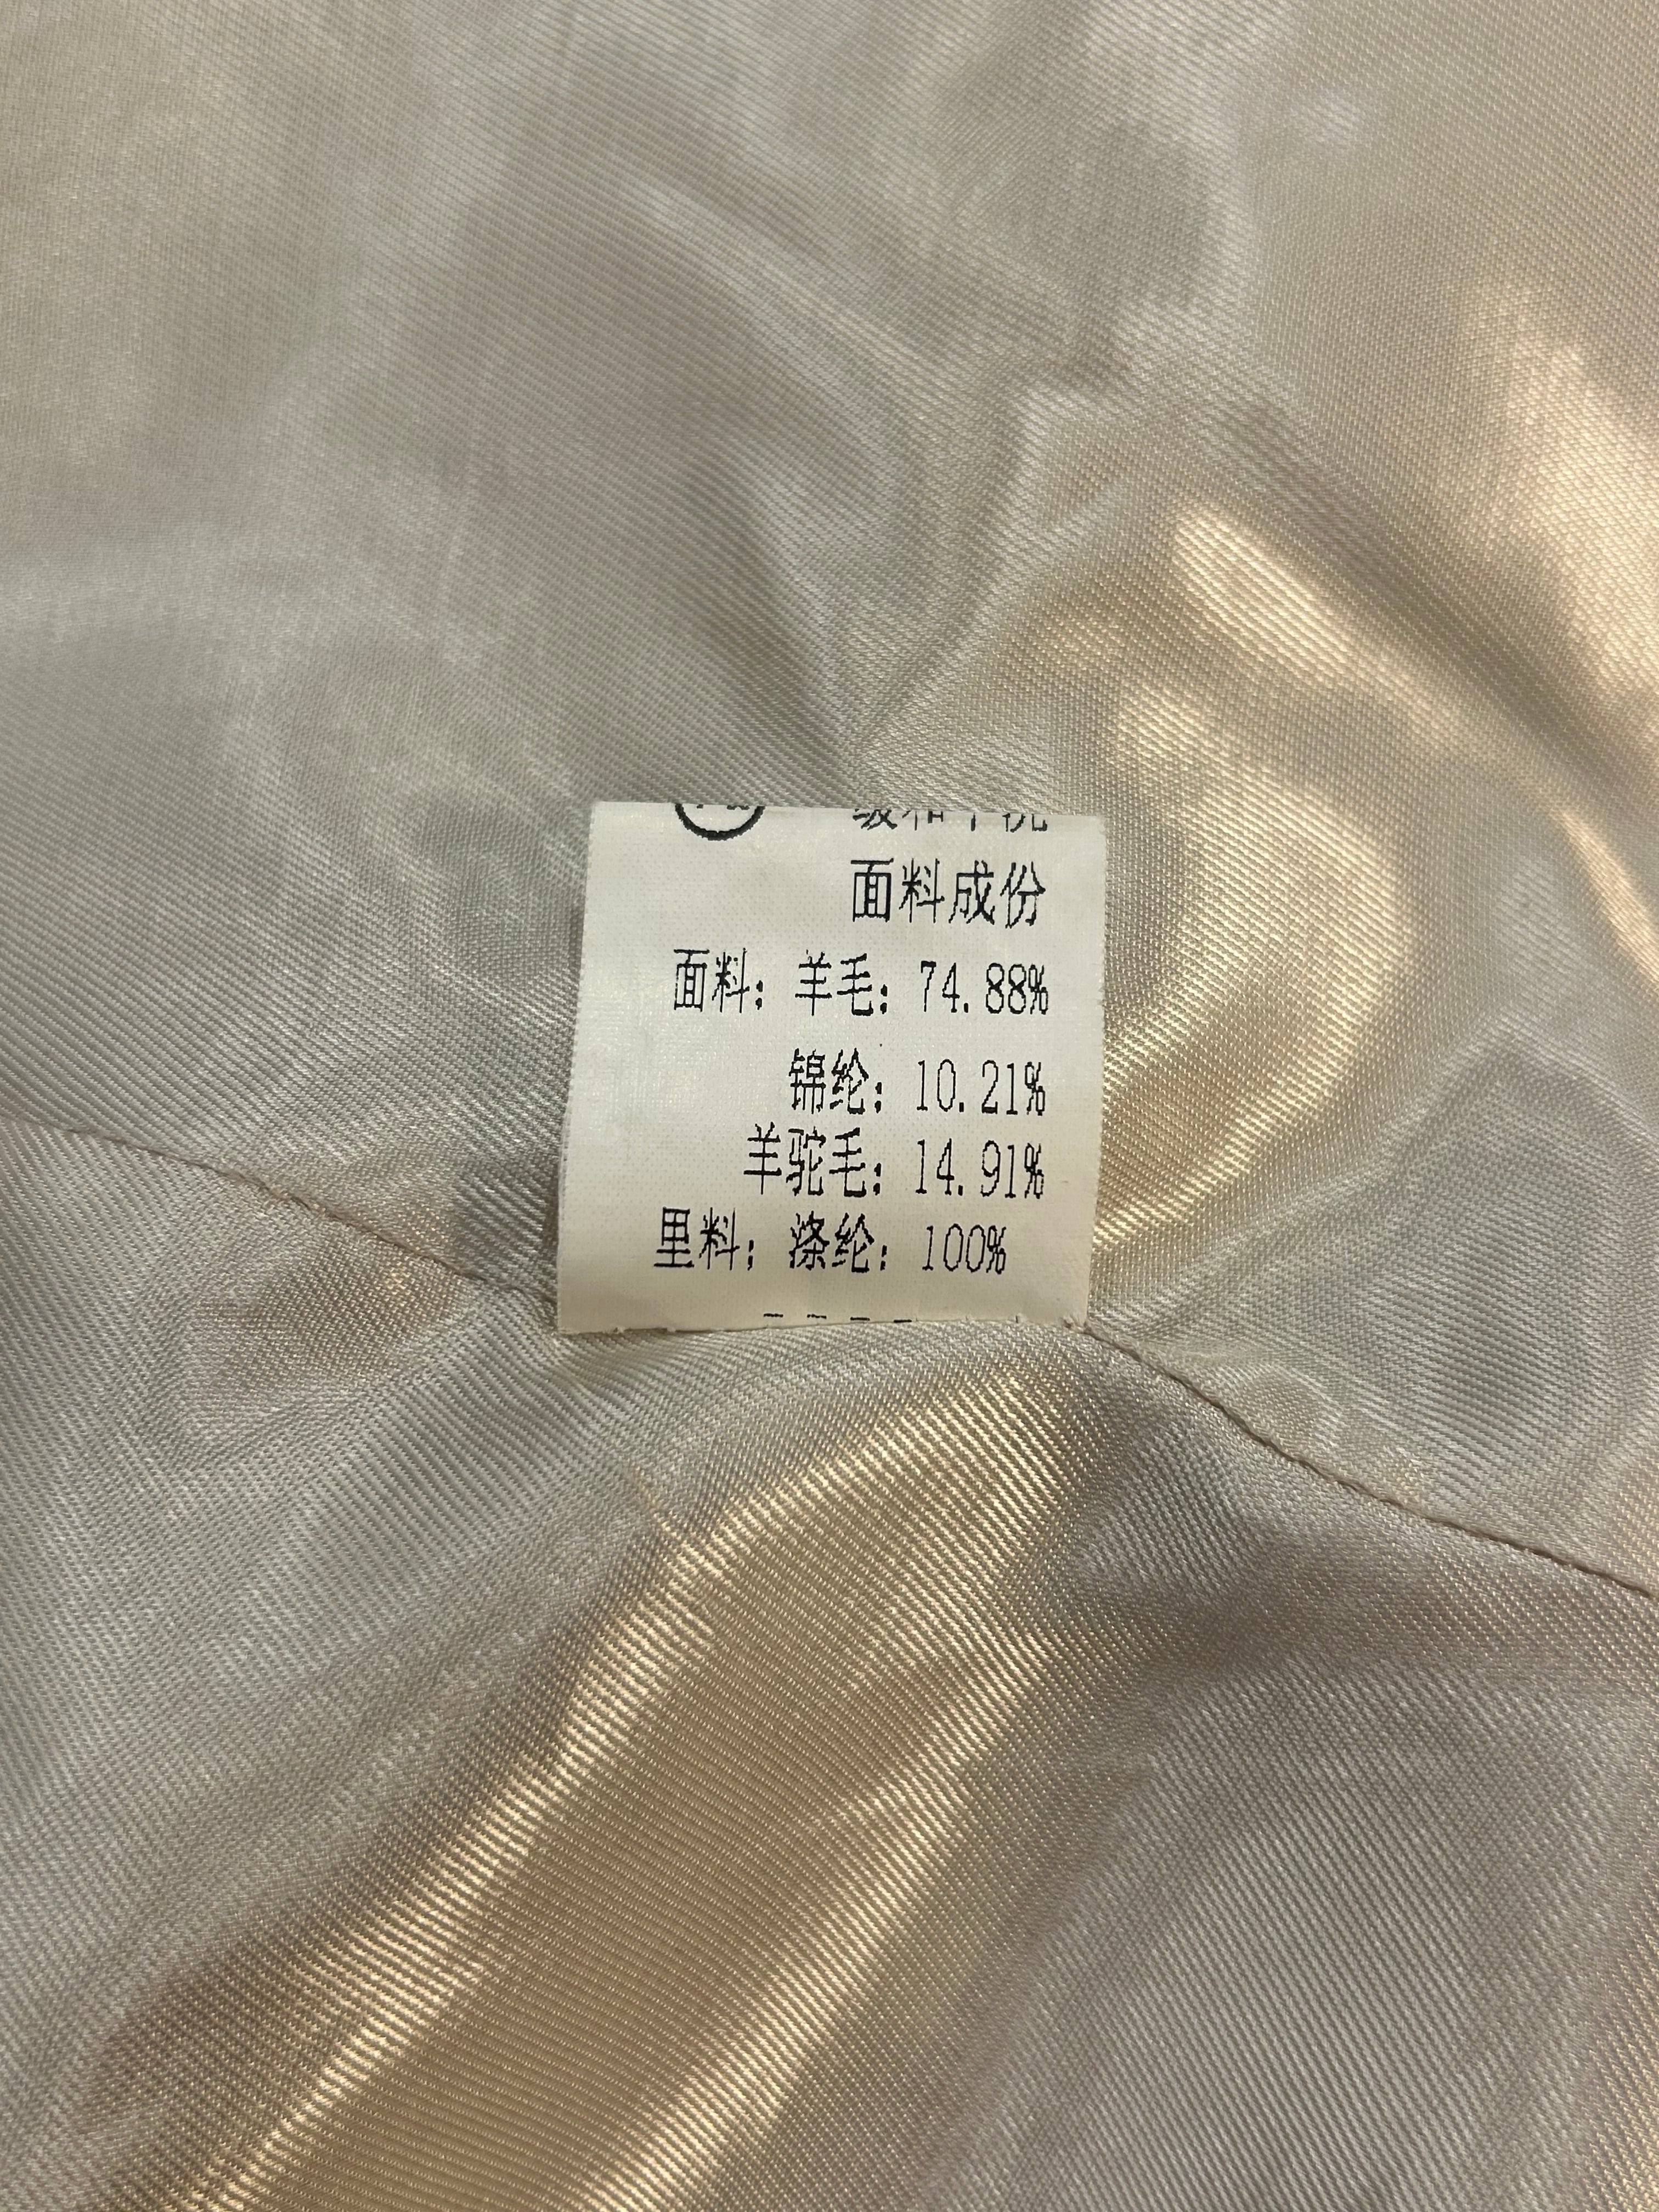 面料成份
面料: 羊毛: 74.88%
锦纶: 10.21%
羊驼毛: 14.91%
里料: 涤纶: 100%